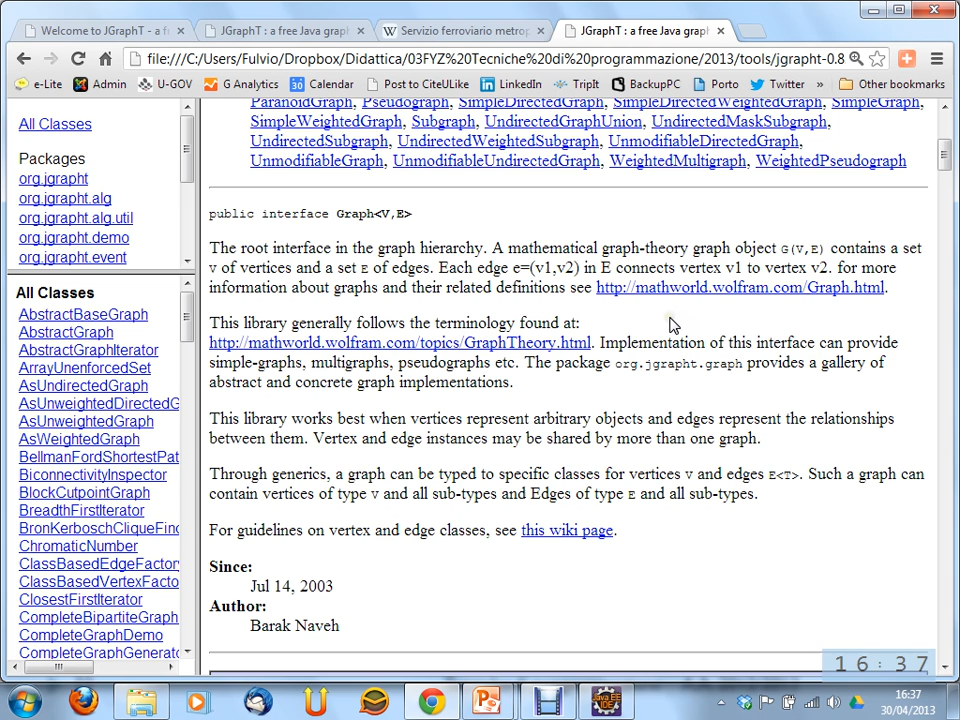 Welcome to JGraphT - a f
JGraphT : a free Java grap
Servizio ferroviario metrop
JGraphT : a free Java grap
file:///C:/Users/Fulvio/Dropbox/Didattica/03FYZ%20Tecniche%20di%20programmazione/2013/tools/jgrapht-0.8
e-Lite
Admin
U-GOV
G Analytics
30 Calendar
Post to CiteULike
LinkedIn
TripIt
BackupPC
Porto
Twitter
»
Other bookmarks
All Classes
Packages
org.jgrapht
org.jgrapht.alg
org.jgrapht.alg.util
org.jgrapht.demo
org.jgrapht.event
All Classes
AbstractBaseGraph
AbstractGraph
AbstractGraphIterator
ArrayUnenforcedSet
AsUndirectedGraph
AsUnweightedDirectedG
AsUnweightedGraph
AsWeightedGraph
BellmanFordShortestPat
BiconnectivityInspector
BlockCutpointGraph
BreadthFirstIterator
BronKerboschCliqueFind
ChromaticNumber
ClassBasedEdgeFactory
ClassBasedVertexFacto
ClosestFirstIterator
CompleteBipartiteGraph
CompleteGraphDemo
CompleteGraphGenerato
ParanoidGraph, Pseudograph, SimpleDirectedGraph, SimpleDirectedWeightedGraph, SimpleGraph,
SimpleWeightedGraph, Subgraph, UndirectedGraphUnion, UndirectedMaskSubgraph,
UndirectedSubgraph, UndirectedWeightedSubgraph, UnmodifiableDirectedGraph,
UnmodifiableGraph, UnmodifiableUndirectedGraph, WeightedMultigraph, WeightedPseudograph
public interface Graph<V,E>
The root interface in the graph hierarchy. A mathematical graph-theory graph object G(V,E) contains a set
V of vertices and a set E of edges. Each edge e=(v1,v2) in E connects vertex v1 to vertex v2. for more
information about graphs and their related definitions see http://mathworld.wolfram.com/Graph.html.
This library generally follows the terminology found at:
http://mathworld.wolfram.com/topics/GraphTheory.html. Implementation of this interface can provide
simple-graphs, multigraphs, pseudographs etc. The package org.jgrapht.graph provides a gallery of
abstract and concrete graph implementations.
This library works best when vertices represent arbitrary objects and edges represent the relationships
between them. Vertex and edge instances may be shared by more than one graph.
Through generics, a graph can be typed to specific classes for vertices V and edges E<T>. Such a graph can
contain vertices of type V and all sub-types and Edges of type E and all sub-types.
For guidelines on vertex and edge classes, see this wiki page.
Since:
Jul 14, 2003
Author:
Barak Naveh
16:37
16:37
30/04/2013